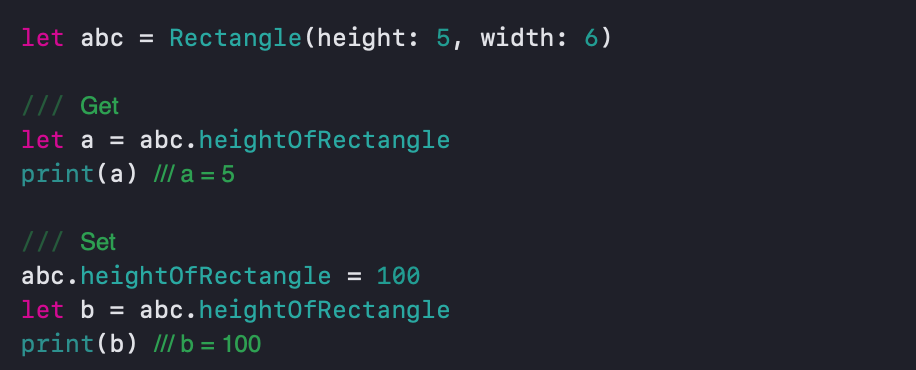 let abc = Rectangle(height: 5, width: 6)
/// Get
let a = abc.heightOfRectangle
print(a) /// a = 5
/// Set
abc.heightOfRectangle = 100
let b = abc.heightOfRectangle
print(b) /// b = 100